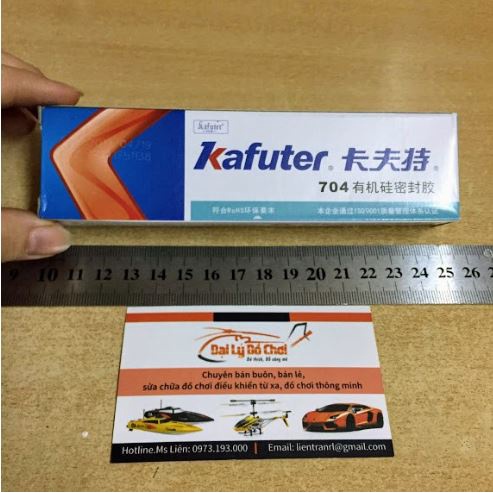 Kafuter
Kafuter® 卡夫特®
704 有机硅密封胶
符合RoHS环保要求
本企业通过ISO9001质量管理体系认证
9 10 11 12 13 14 15 16 17 18 19 20 21 22 23 24 25 26
Đại Lý Đồ Chơi
Chuyên bán buôn, bán lẻ,
sửa chữa đồ chơi điều khiển từ xa, đồ chơi thông minh
Hotline.Ms Liên: 0973.193.000 | Email: lientranrl@gmail.com